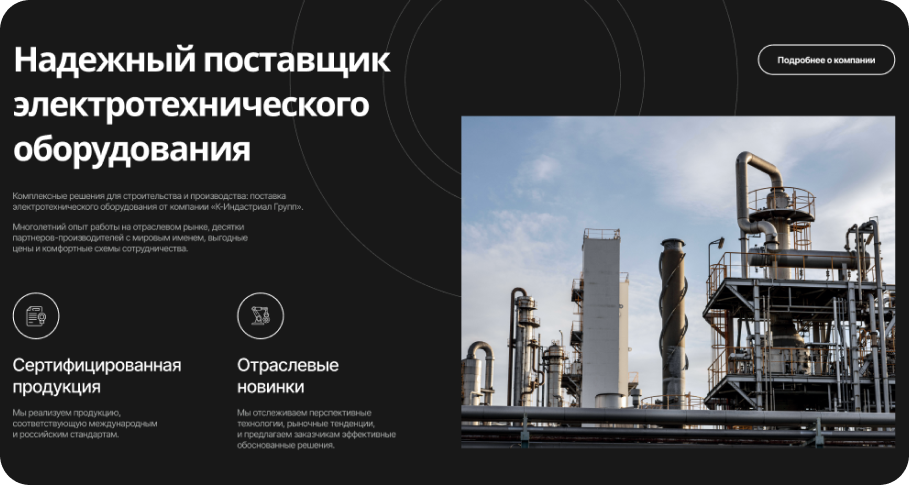 Надежный поставщик
электротехнического
оборудования
Подробнее о компании
Комплексные решения для строительства и производства: поставка
электротехнического оборудования от компании «К-Индастриал Групп».
Многолетний опыт работы на отраслевом рынке, десятки
партнеров-производителей с мировым именем, выгодные
цены и комфортные схемы сотрудничества.
Сертифицированная
продукция
Мы реализуем продукцию,
соответствующую международным
и российским стандартам.
Отраслевые
новинки
Мы отслеживаем перспективные
технологии, рыночные тенденции,
и предлагаем заказчикам эффективные
обоснованные решения.